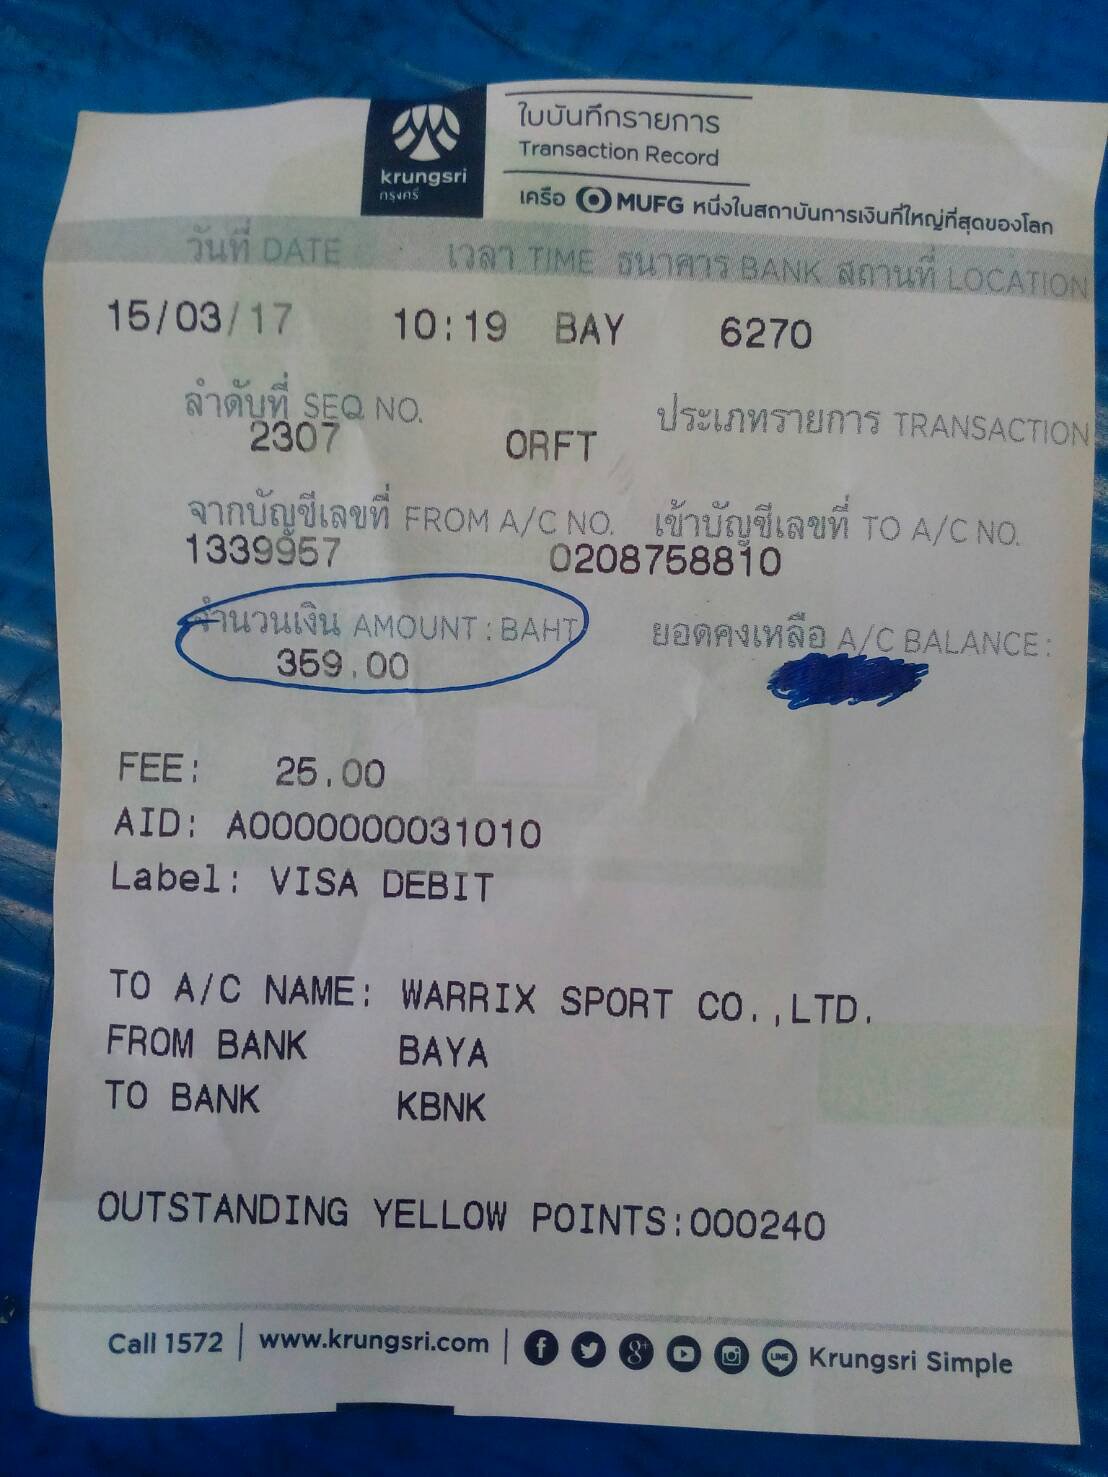 krungsri
กรุงศรี
ใบบันทึกรายการ
Transaction Record
เครือ MUFG หนึ่งในสถาบันการเงินที่ใหญ่ที่สุดของโลก
วันที่ DATE เวลา TIME ธนาคาร BANK สถานที่ LOCATION
15/03/17 10:19 BAY 6270
ลำดับที่ SEQ NO. ประเภทรายการ TRANSACTION
2307 ORFT
จากบัญชีเลขที่ FROM A/C NO. เข้าบัญชีเลขที่ TO A/C NO.
1339957 0208758810
จำนวนเงิน AMOUNT : BAHT ยอดคงเหลือ A/C BALANCE :
359.00
FEE: 25.00
AID: A0000000031010
Label: VISA DEBIT
TO A/C NAME: WARRIX SPORT CO.,LTD.
FROM BANK BAYA
TO BANK KBNK
OUTSTANDING YELLOW POINTS:000240
Call 1572 | www.krungsri.com | LINE Krungsri Simple